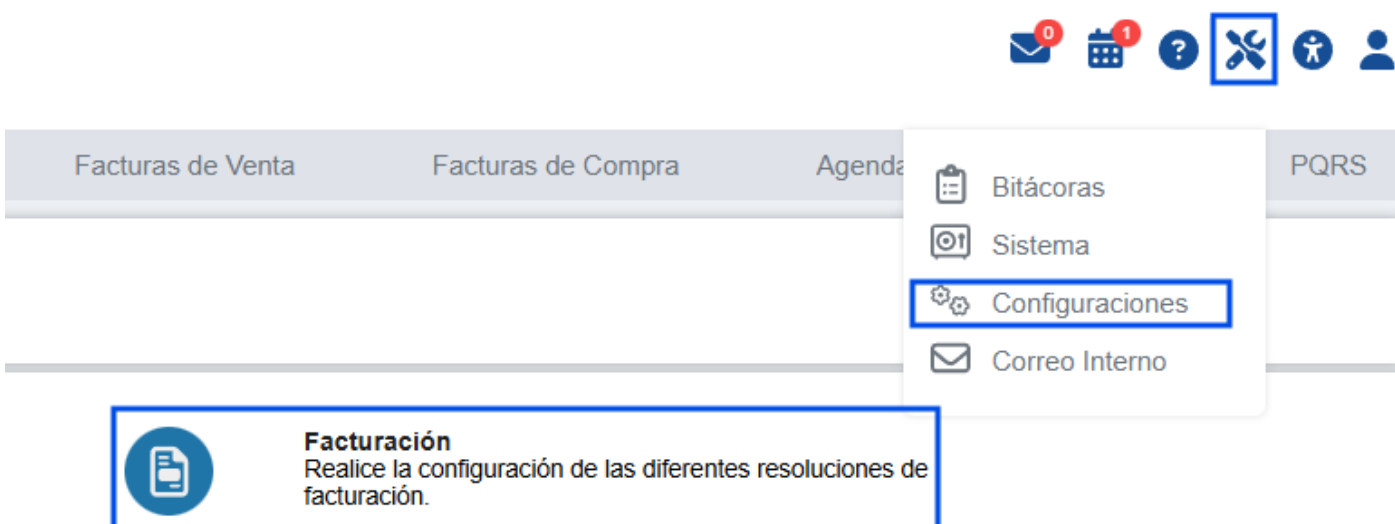 0
1
?
Facturas de Venta
Facturas de Compra
Agenda
PQRS
Bitácoras
Sistema
Configuraciones
Correo Interno
Facturación
Realice la configuración de las diferentes resoluciones de
facturación.